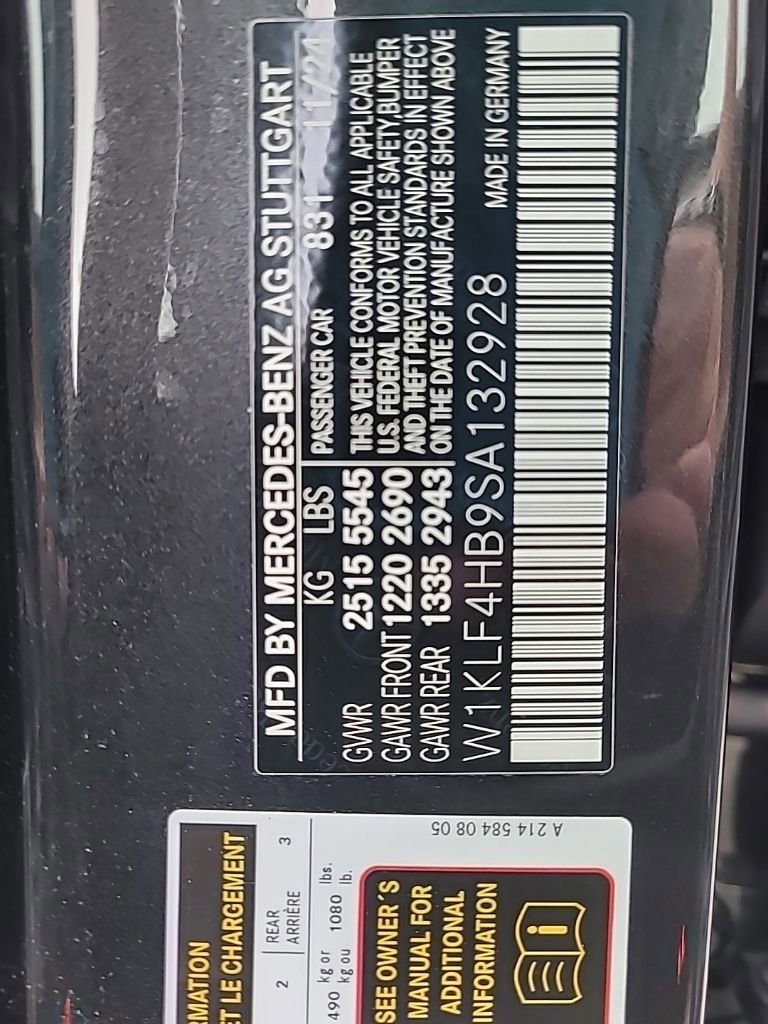 MFD BY MERCEDES-BENZ AG STUTTGART
KG LBS PASSENGER CAR 831 11/24
GVWR 2515 5545
GAWR FRONT 1220 2690
GAWR REAR 1335 2943
THIS VEHICLE CONFORMS TO ALL APPLICABLE
U.S. FEDERAL MOTOR VEHICLE SAFETY,BUMPER
AND THEFT PREVENTION STANDARDS IN EFFECT
ON THE DATE OF MANUFACTURE SHOWN ABOVE
W1KLF4HB9SA132928 MADE IN GERMANY
ET LE CHARGEMENT
2 REAR 3
ARRIÈRE
490 kg or 1080 lbs.
kg ou lb.
SEE OWNER'S
MANUAL FOR
ADDITIONAL
INFORMATION
A 214 584 08 05